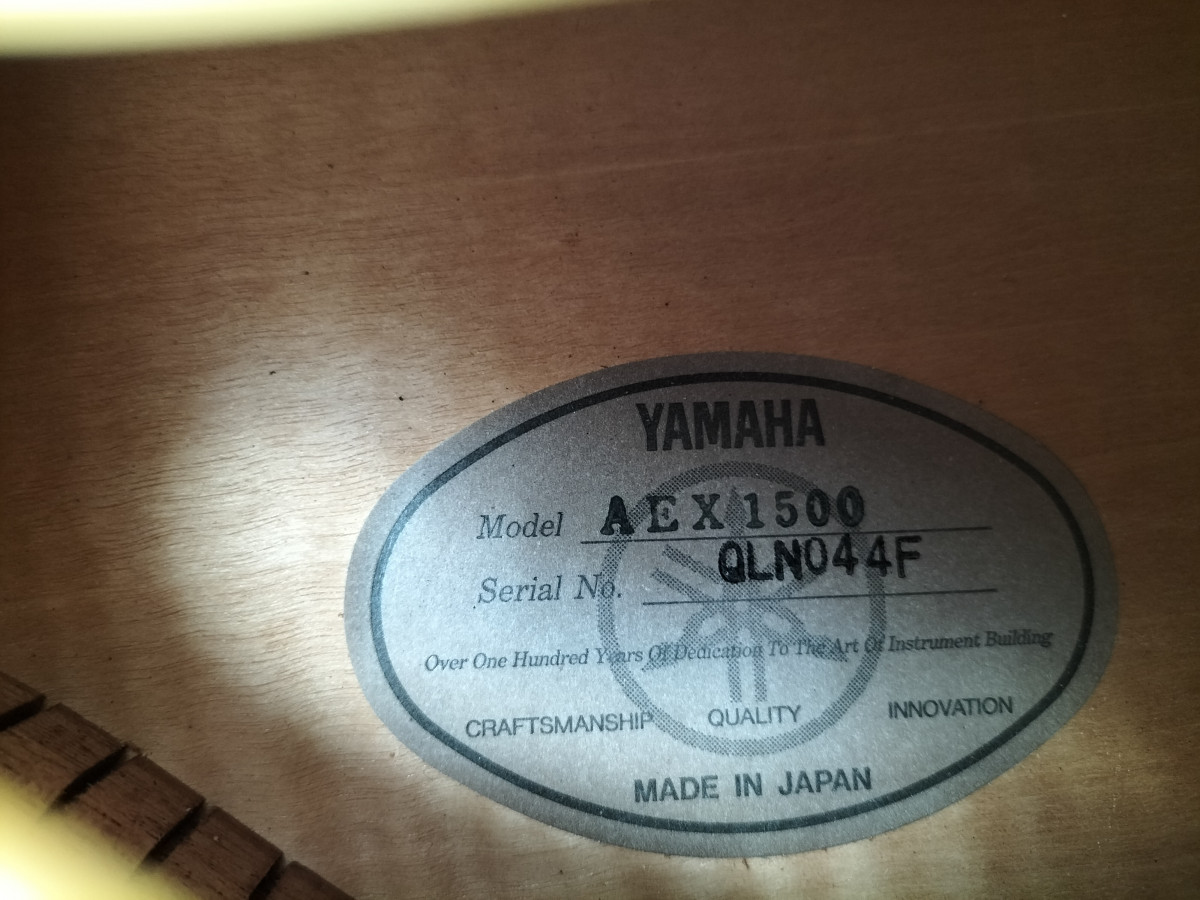 YAMAHA
Model AEX1500
Serial No. QLN044F
Over One Hundred Years Of Dedication To The Art Of Instrument Building
CRAFTSMANSHIP QUALITY INNOVATION
MADE IN JAPAN